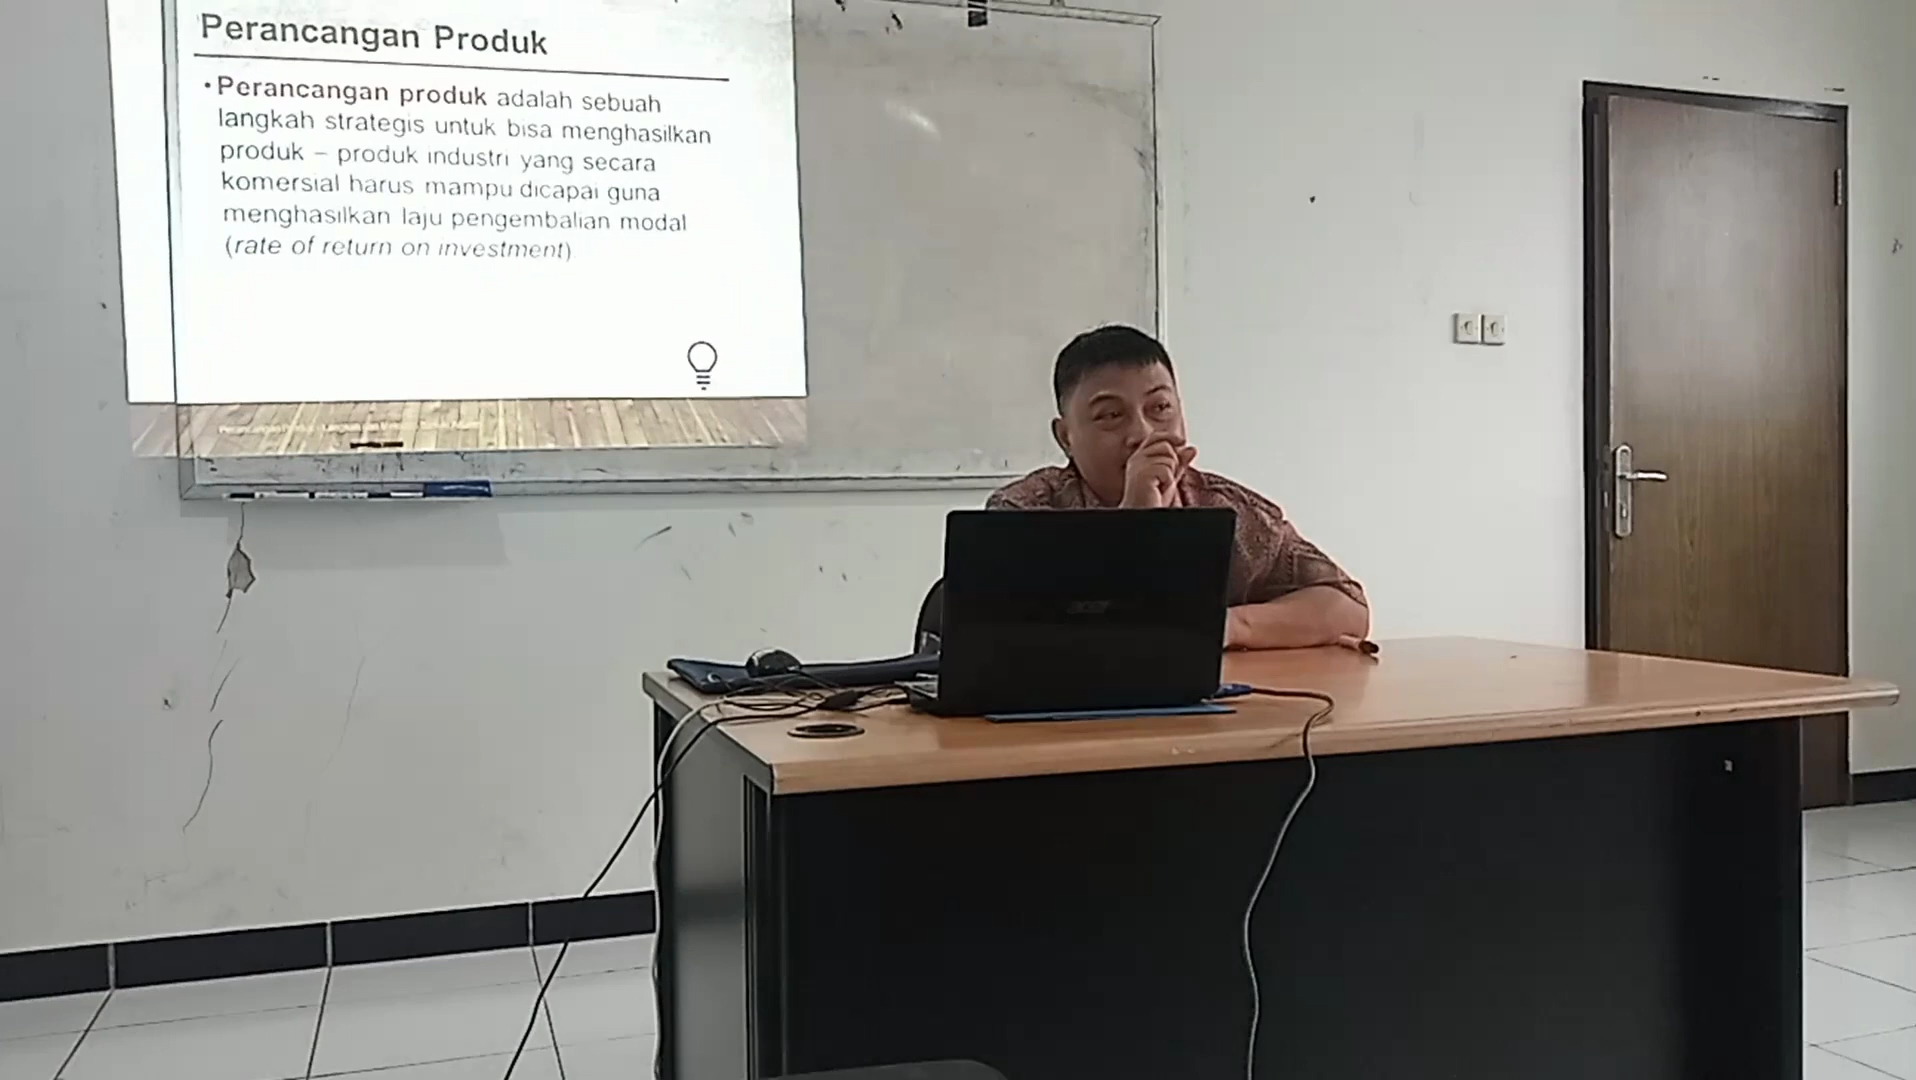 Perancangan Produk
• Perancangan produk adalah sebuah
langkah strategis untuk bisa menghasilkan
produk – produk industri yang secara
komersial harus mampu dicapai guna
menghasilkan laju pengembalian modal
(rate of return on investment)